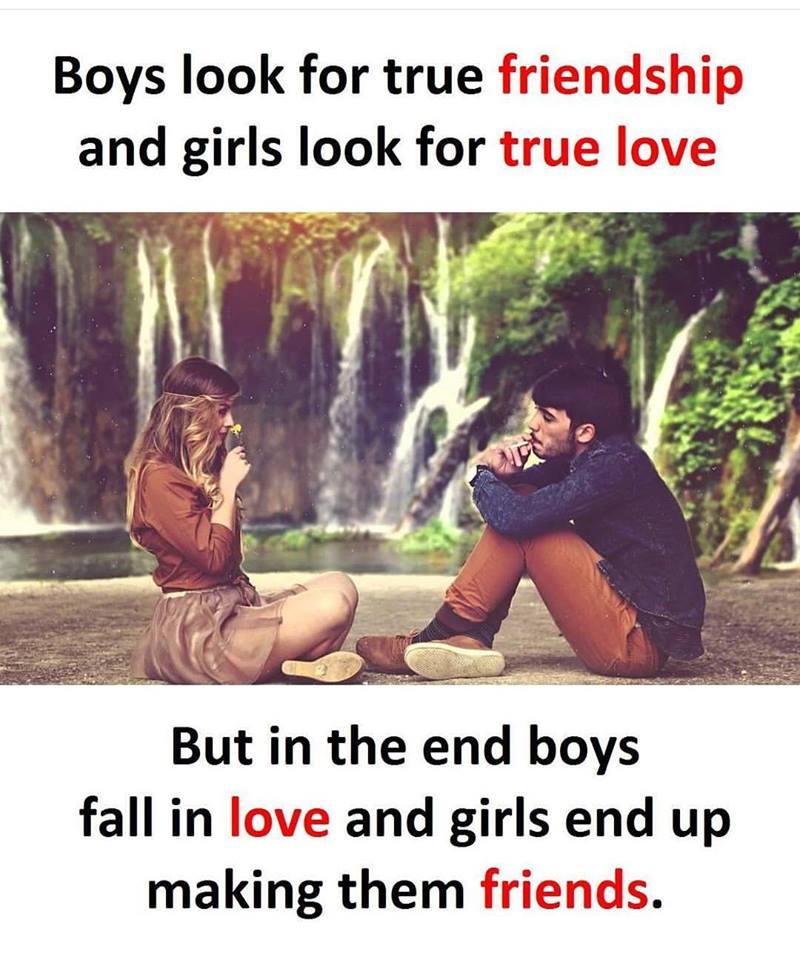 Boys look for true friendship
and girls look for true love
But in the end boys
fall in love and girls end up
making them friends.